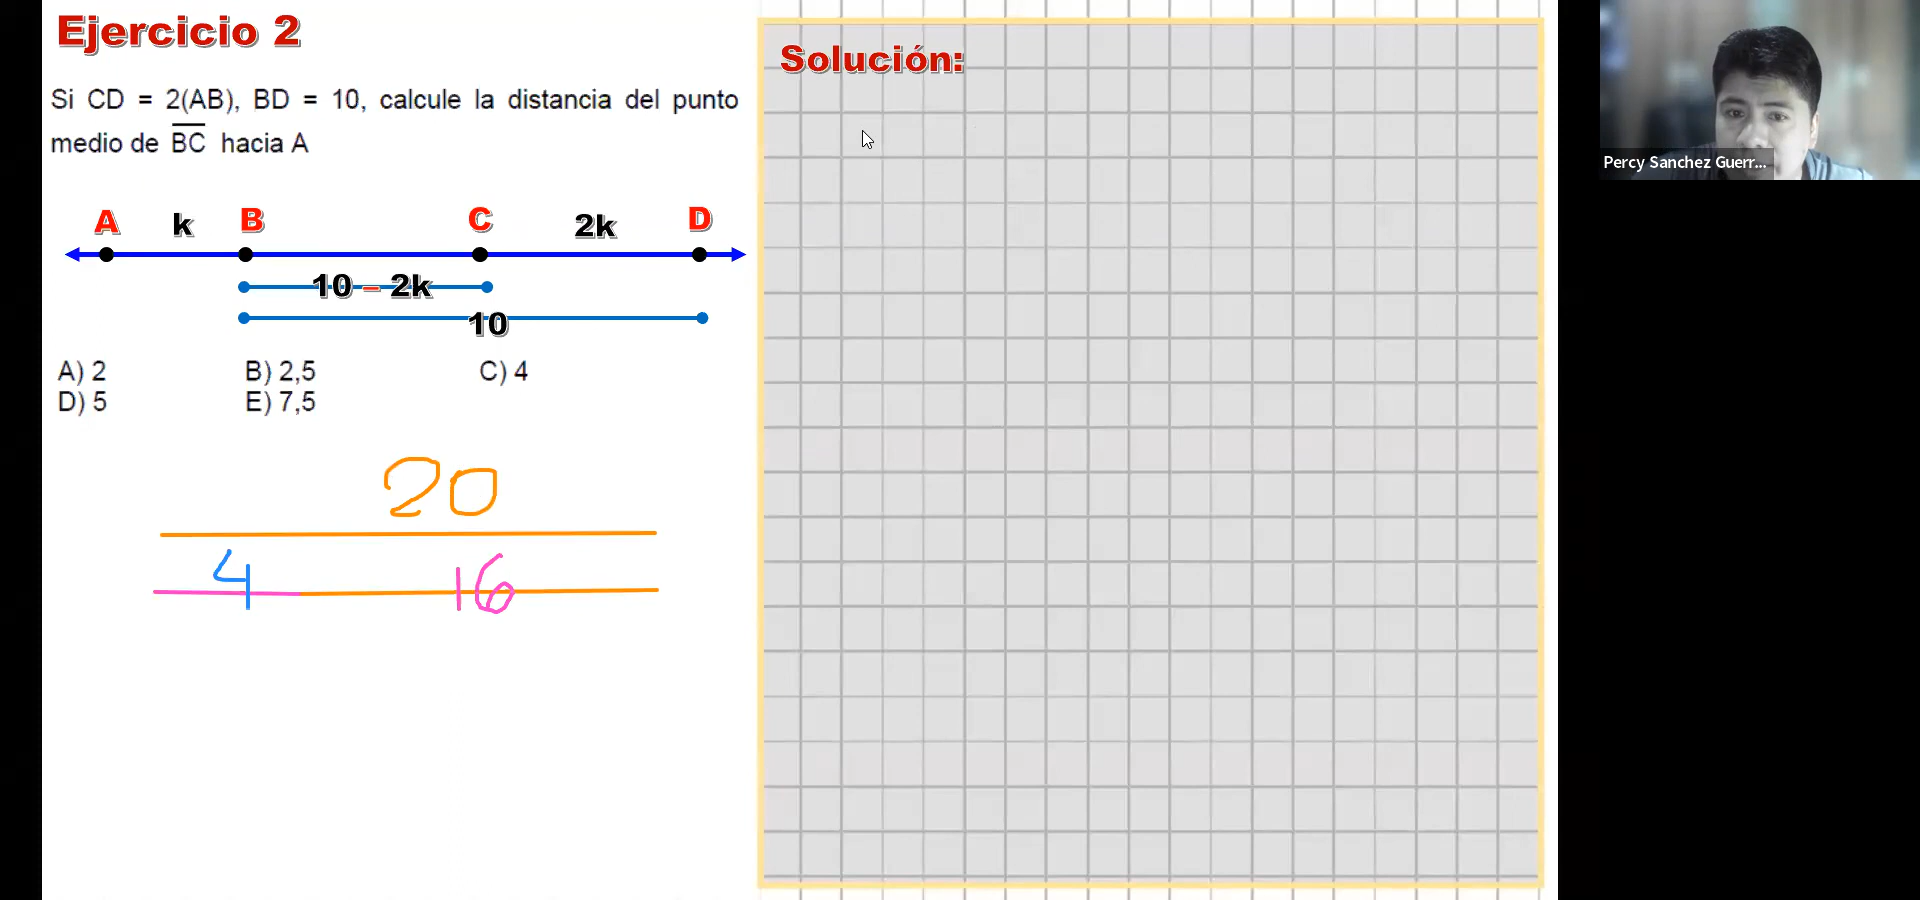 Ejercicio 2
Si CD = 2(AB), BD = 10, calcule la distancia del punto
medio de BC hacia A
A k B C 2k D
10 – 2k
10
A) 2 B) 2,5 C) 4
D) 5 E) 7,5
20
4 16
Solución:
Percy Sanchez Guerr...